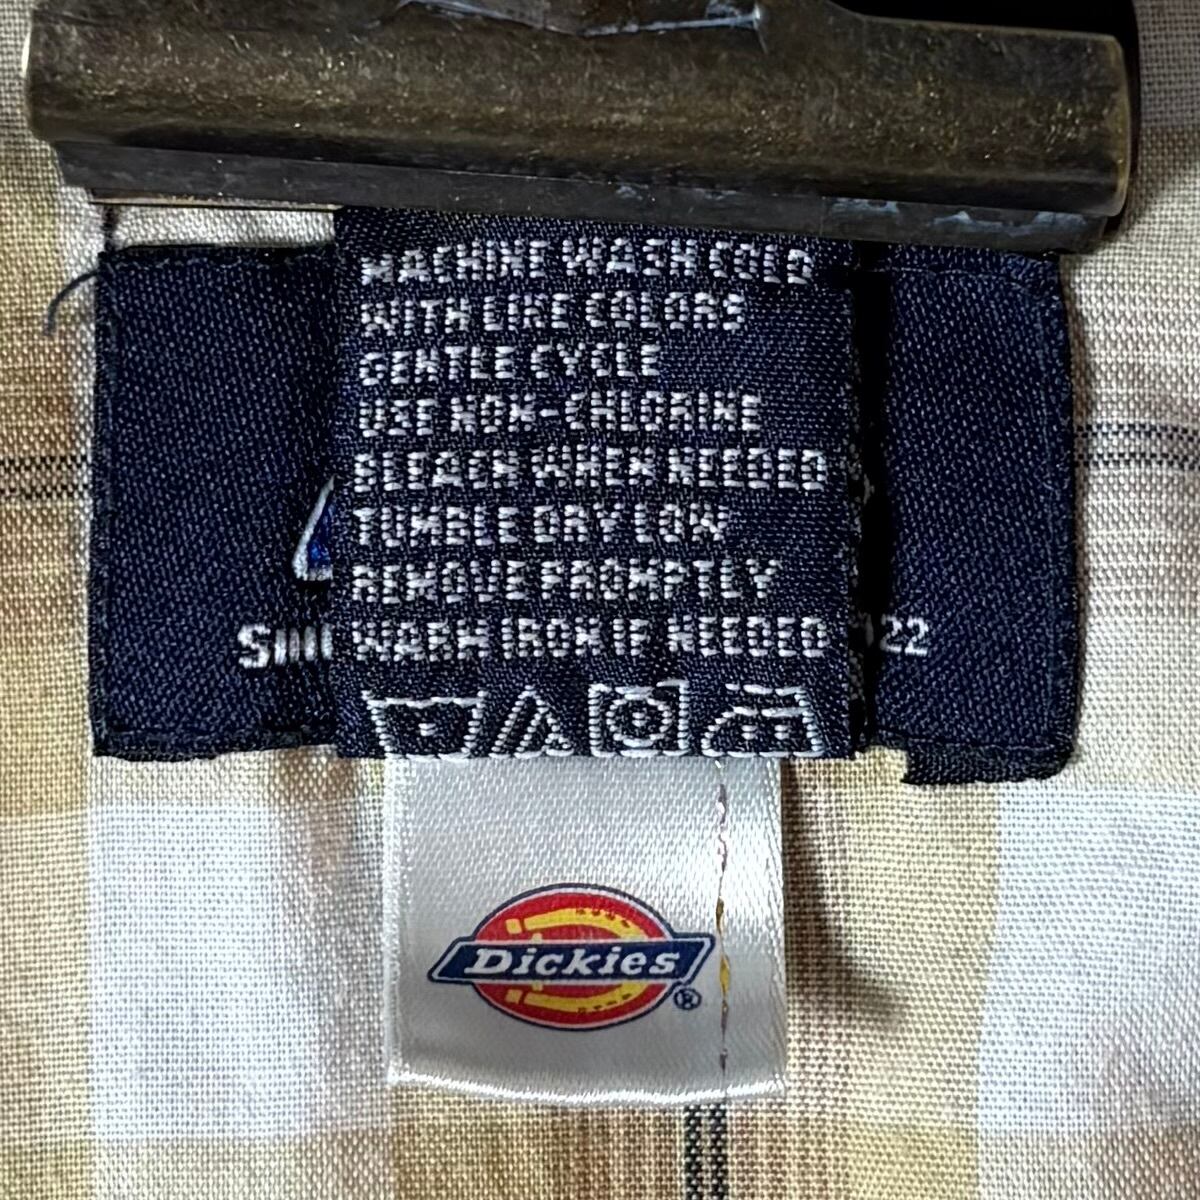 MACHINE WASH COLD
WITH LIKE COLORS
GENTLE CYCLE
USE NON-CHLORINE
BLEACH WHEN NEEDED
TUMBLE DRY LOW
REMOVE PROMPTLY
WARM IRON IF NEEDED
22
Dickies®